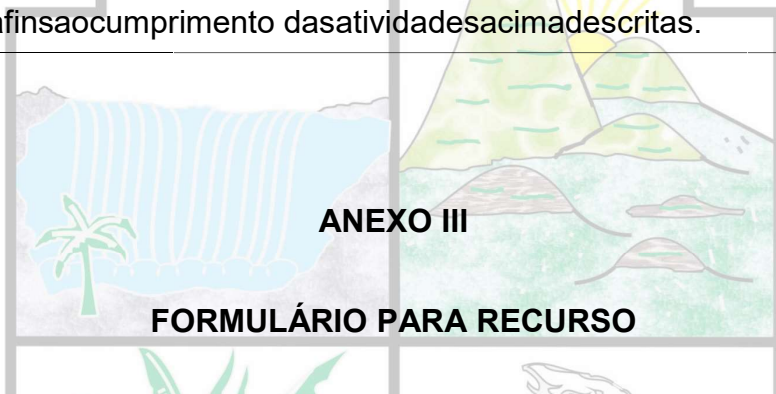 afinsaocumprimento dasatividadesacimadescritas.
ANEXO III
FORMULÁRIO PARA RECURSO